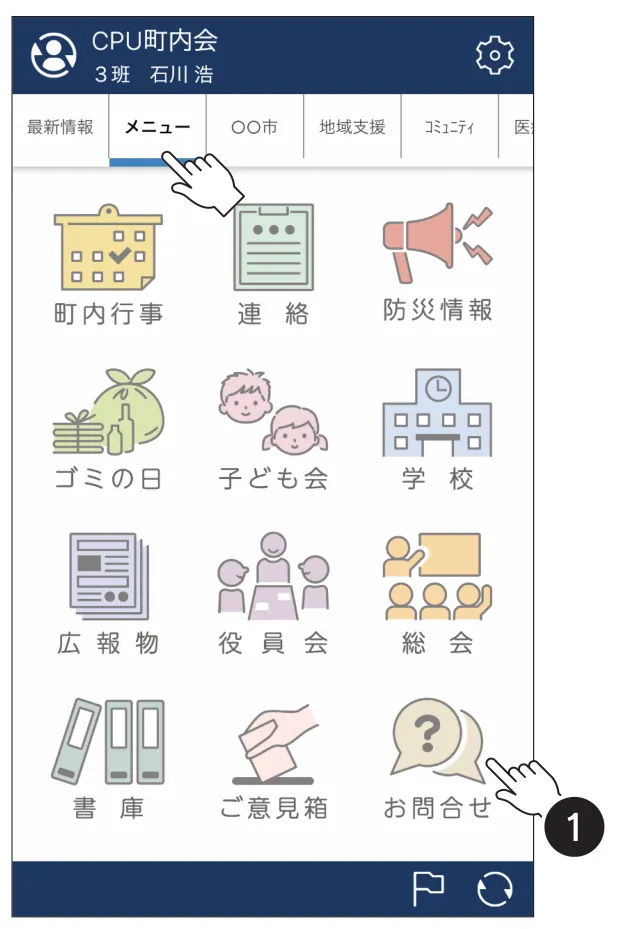 CPU町内会
3班 石川 浩
最新情報 メニュー 〇〇市 地域支援 ｺﾐｭﾆﾃｨ
町内行事 連絡 防災情報
ゴミの日 子ども会 学校
広報物 役員会 総会
?
書庫 ご意見箱 お問合せ
1